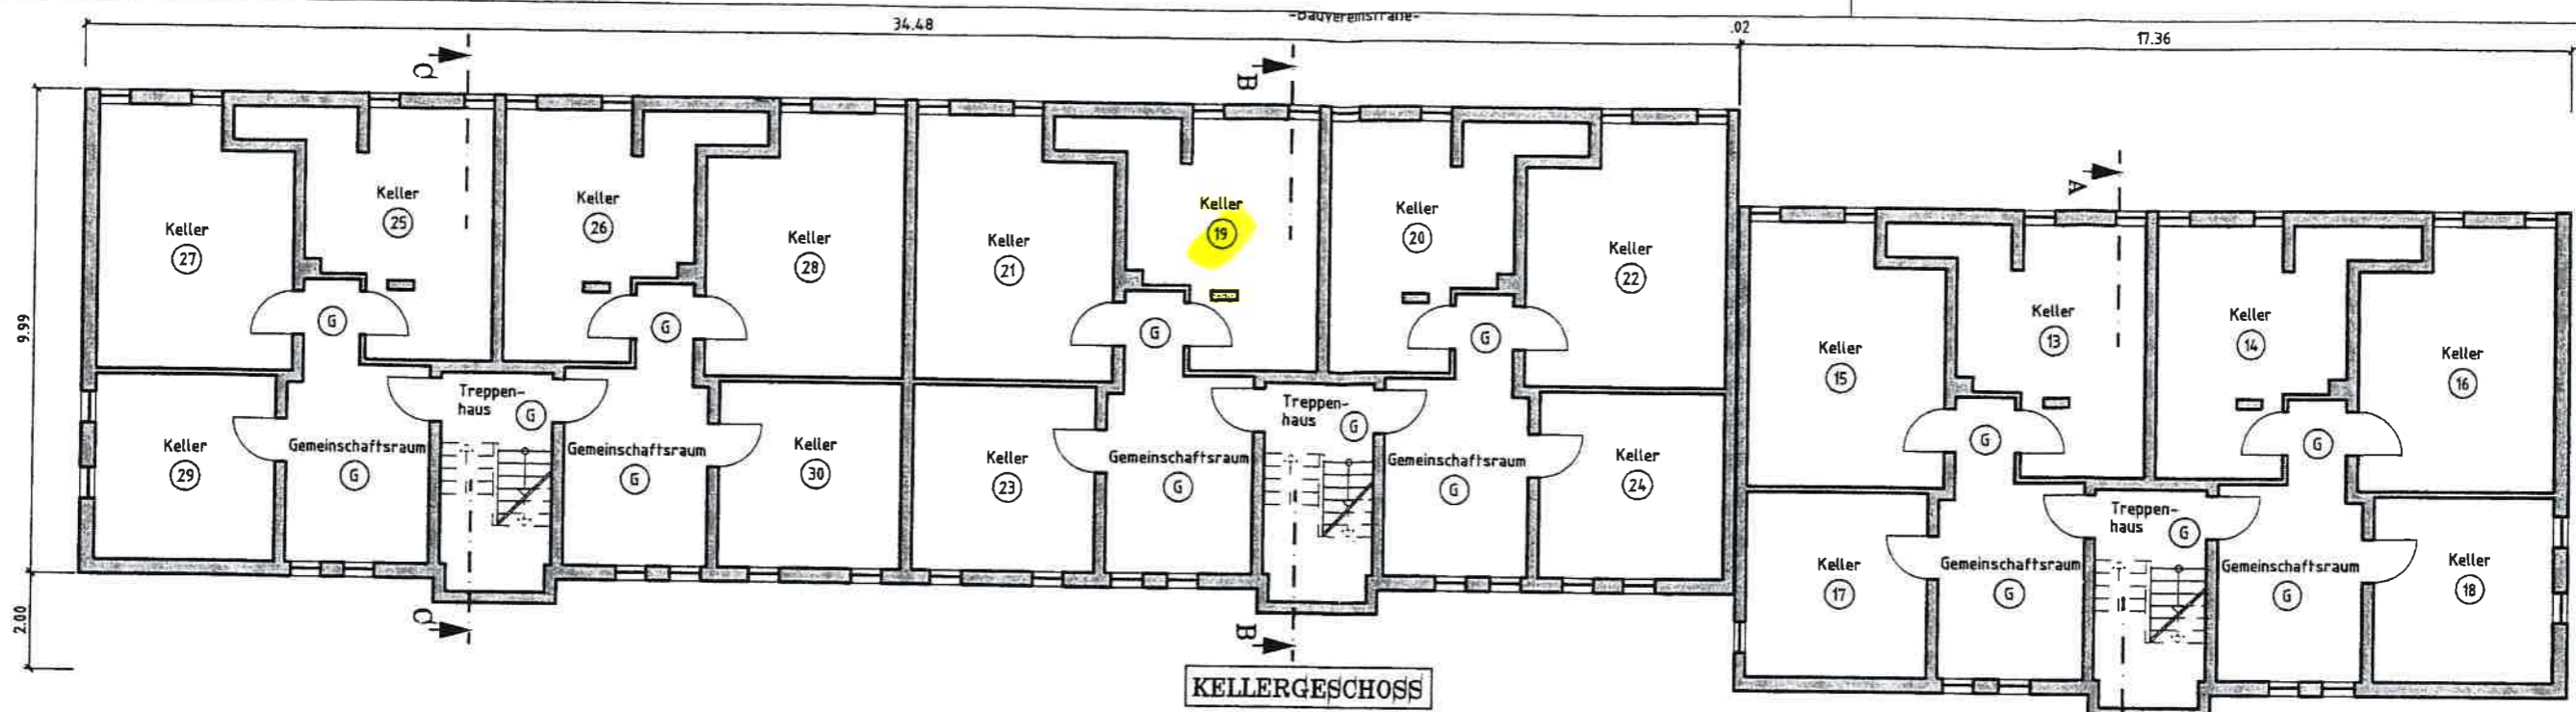 -Bauvereinstraße-
34.48
.02
17.36
C
B
A
9.99
2.00
Keller
27
Keller
25
Keller
26
Keller
28
Keller
21
Keller
19
Keller
20
Keller
22
Keller
15
Keller
13
Keller
14
Keller
16
G
G
G
G
G
G
Keller
29
Gemeinschaftsraum
G
Treppen-
haus
G
Gemeinschaftsraum
G
Keller
30
Keller
23
Gemeinschaftsraum
G
Treppen-
haus
G
Gemeinschaftsraum
G
Keller
24
Keller
17
Gemeinschaftsraum
G
Treppen-
haus
G
Gemeinschaftsraum
G
Keller
18
C
B
KELLERGESCHOSS